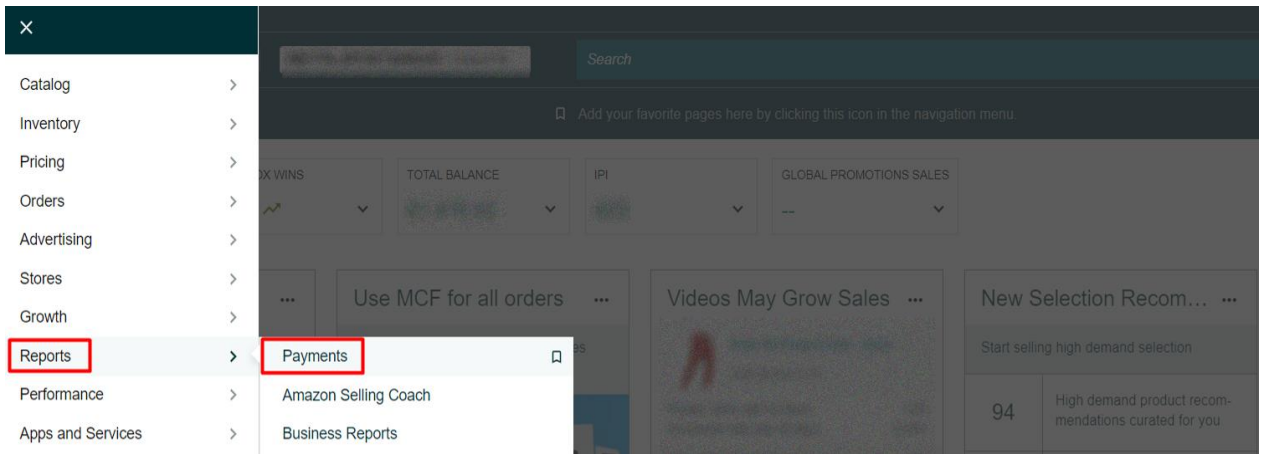 Search
Add your favorite pages here by clicking this icon in the navigation menu.
Catalog
Inventory
Pricing
Orders
Advertising
Stores
Growth
Reports
Performance
Apps and Services
Payments
Amazon Selling Coach
Business Reports
OX WINS
TOTAL BALANCE
IPI
GLOBAL PROMOTIONS SALES
--
Use MCF for all orders
es
Videos May Grow Sales
New Selection Recom...
Start selling high demand selection
94
High demand product recom-
mendations curated for you